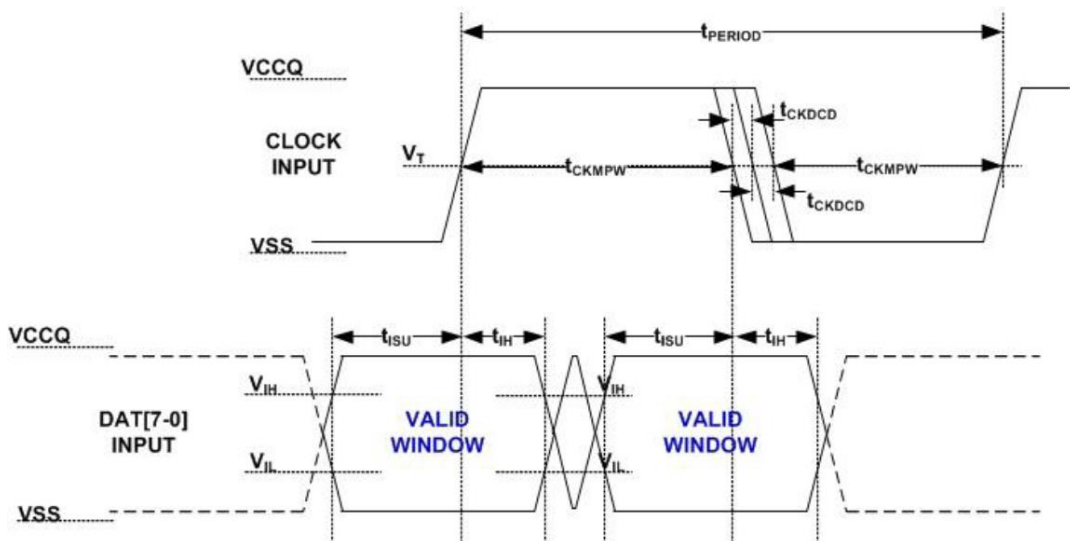 tPERIOD
VCCQ
tCKDCD
CLOCK
INPUT
VT
tCKMPW
tCKMPW
tCKDCD
VSS
VCCQ
tISU
tIH
tISU
tIH
VIH
VIH
DAT[7-0]
INPUT
VALID
WINDOW
VALID
WINDOW
VIL
VIL
VSS